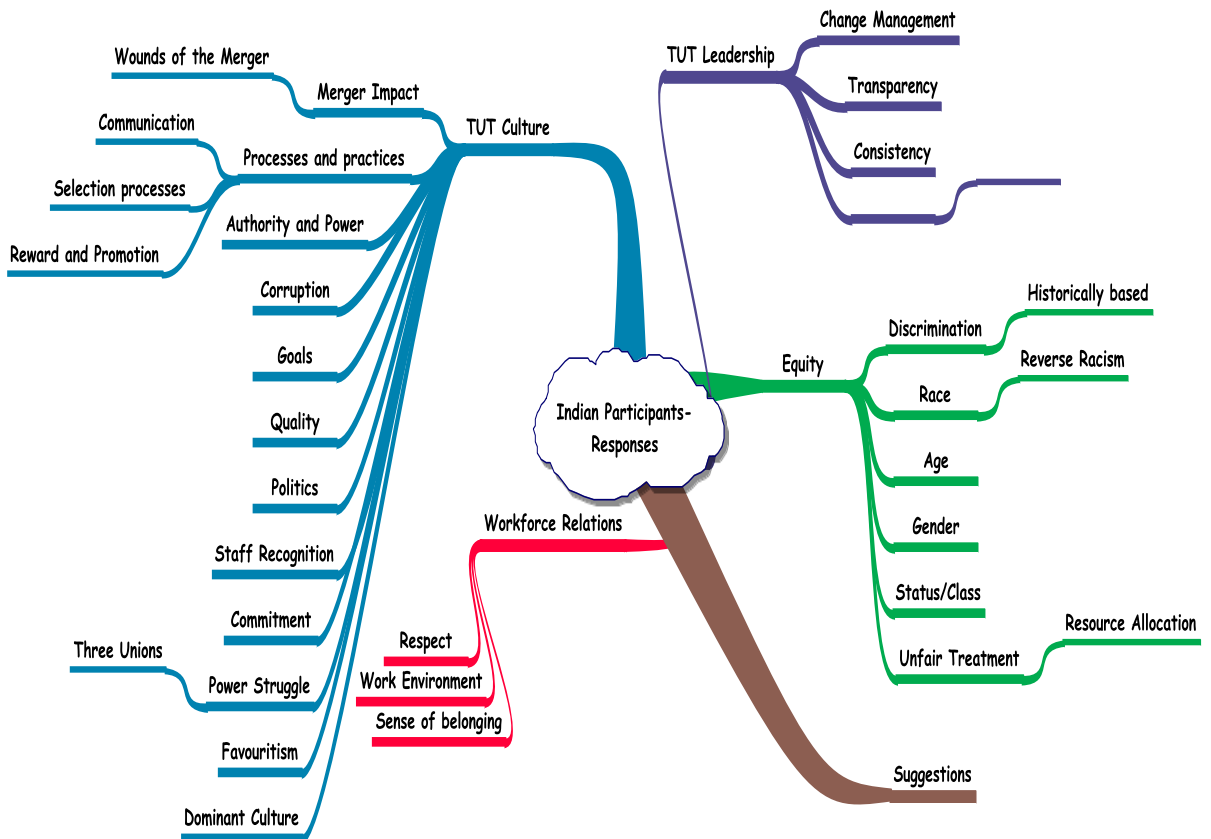 Indian Participants-
Responses
TUT Culture
Merger Impact
Wounds of the Merger
Processes and practices
Communication
Selection processes
Reward and Promotion
Authority and Power
Corruption
Goals
Quality
Politics
Staff Recognition
Commitment
Power Struggle
Three Unions
Favouritism
Dominant Culture
TUT Leadership
Change Management
Transparency
Consistency
Equity
Discrimination
Historically based
Race
Reverse Racism
Age
Gender
Status/Class
Unfair Treatment
Resource Allocation
Workforce Relations
Respect
Work Environment
Sense of belonging
Suggestions